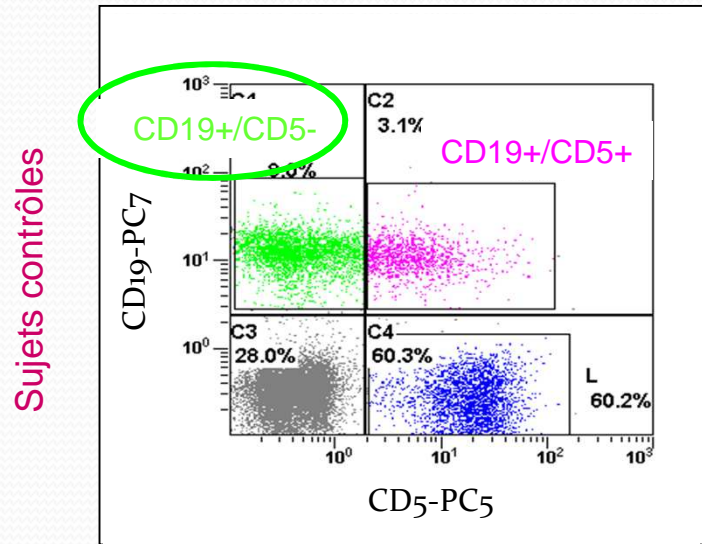 Sujets contrôles
CD19-PC7
10³
10²
10¹
10⁰
CD19+/CD5-
C2
3.1%
CD19+/CD5+
C3
28.0%
C4
60.3%
L
60.2%
10⁰
10¹
10²
10³
CD5-PC5